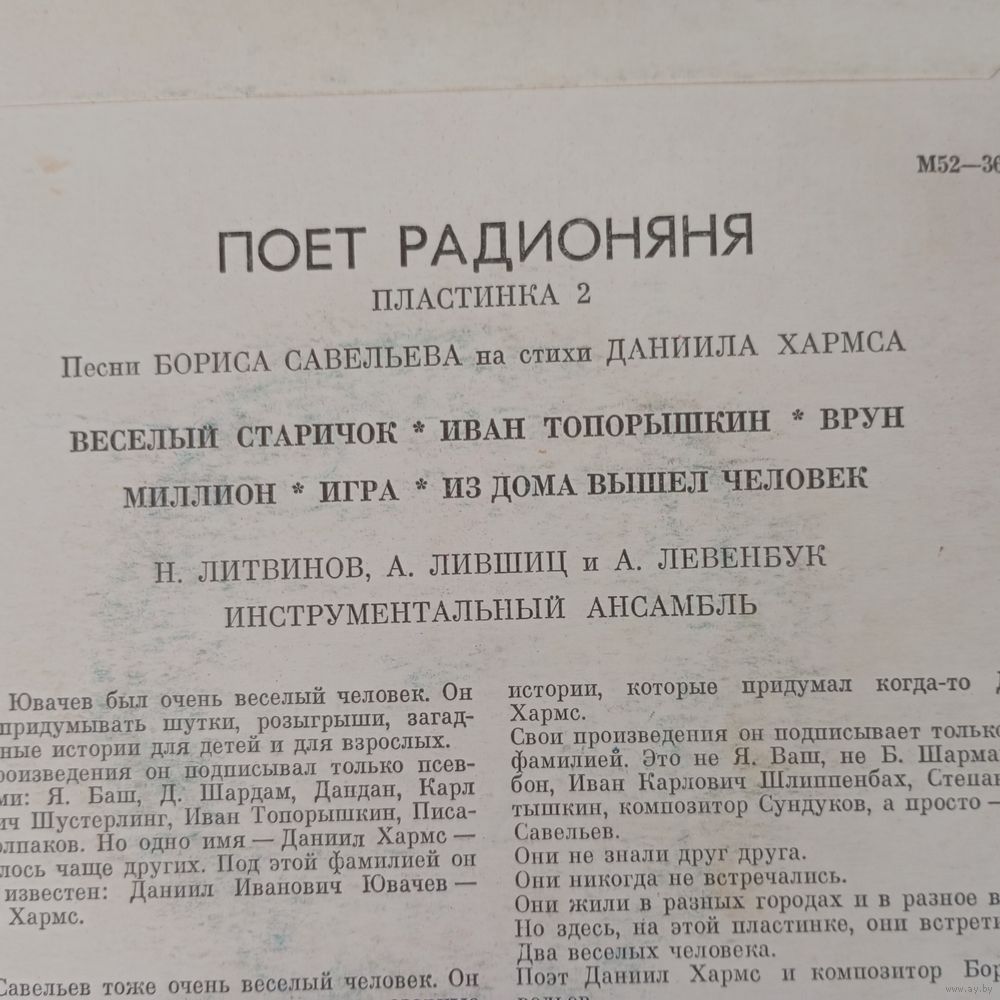 М52—36
ПОЕТ РАДИОНЯНЯ
ПЛАСТИНКА 2
Песни БОРИСА САВЕЛЬЕВА на стихи ДАНИИЛА ХАРМСА
ВЕСЕЛЫЙ СТАРИЧОК * ИВАН ТОПОРЫШКИН * ВРУН
МИЛЛИОН * ИГРА * ИЗ ДОМА ВЫШЕЛ ЧЕЛОВЕК
Н. ЛИТВИНОВ, А. ЛИВШИЦ и А. ЛЕВЕНБУК
ИНСТРУМЕНТАЛЬНЫЙ АНСАМБЛЬ
Ювачев был очень веселый человек. Он
придумывать шутки, розыгрыши, загад-
ные истории для детей и для взрослых.
роизведения он подписывал только псев-
ми: Я. Баш, Д. Шардам, Дандан, Карл
ич Шустерлинг, Иван Топорышкин, Писа-
олпаков. Но одно имя — Даниил Хармс —
лось чаще других. Под этой фамилией он
известен: Даниил Иванович Ювачев —
Хармс.
Савельев тоже очень веселый человек. Он
истории, которые придумал когда-то Д
Хармс.
Свои произведения он подписывает только
фамилией. Это не Я. Ваш, не Б. Шарма
бон, Иван Карлович Шлиппенбах, Степан
тышкин, композитор Сундуков, а просто —
Савельев.
Они не знали друг друга.
Они никогда не встречались.
Они жили в разных городах и в разное в
Но здесь, на этой пластинке, они встрети
Два веселых человека.
Поэт Даниил Хармс и композитор Бор
www.ay.by